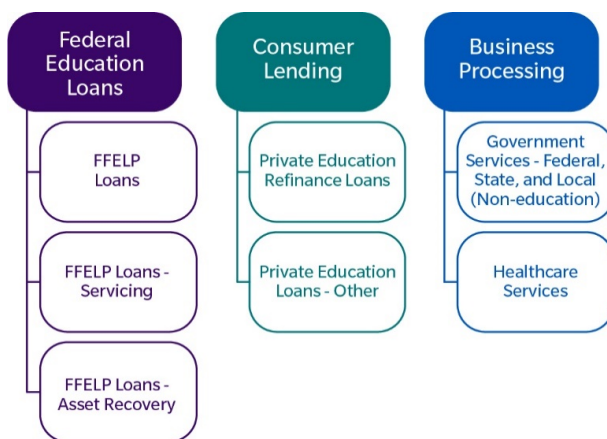 Federal
Education
Loans
FFELP
Loans
FFELP Loans -
Servicing
FFELP Loans -
Asset Recovery
Consumer
Lending
Private Education
Refinance Loans
Private Education
Loans - Other
Business
Processing
Government
Services - Federal,
State, and Local
(Non-education)
Healthcare
Services